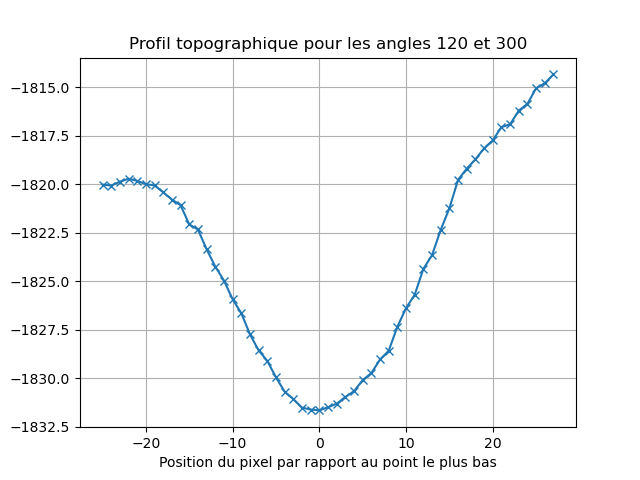 Profil topographique pour les angles 120 et 300
−1815.0
−1817.5
−1820.0
−1822.5
−1825.0
−1827.5
−1830.0
−1832.5
−20 −10 0 10 20
Position du pixel par rapport au point le plus bas